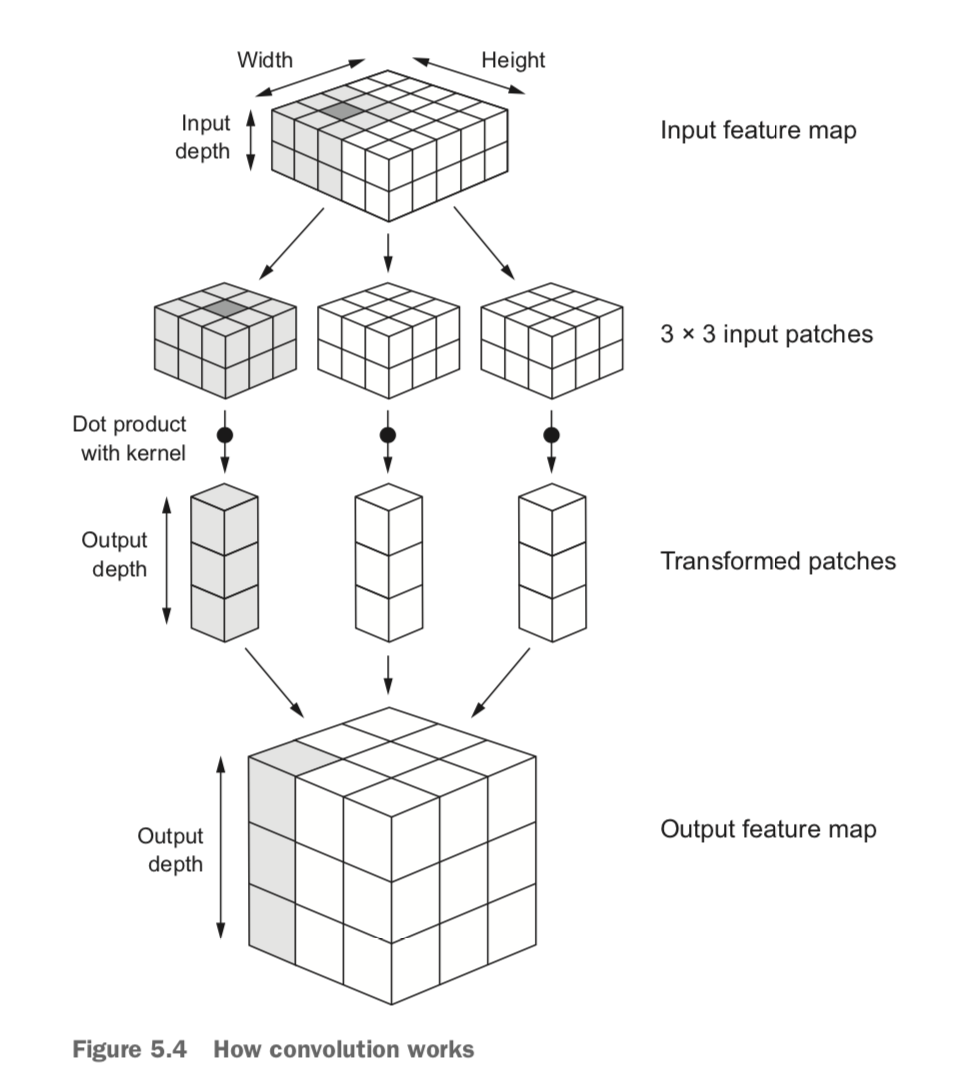 Width
Height
Input
depth
Input feature map
3 × 3 input patches
Dot product
with kernel
Output
depth
Transformed patches
Output
depth
Output feature map
Figure 5.4 How convolution works